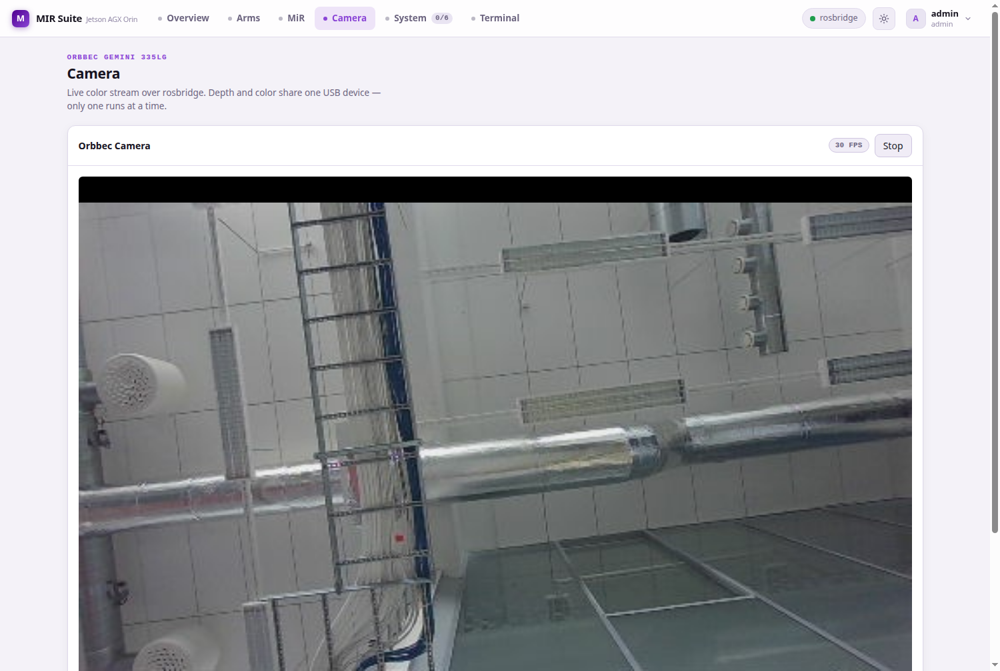 M MIR Suite Jetson AGX Orin Overview Arms MiR Camera System 0/6 Terminal rosbridge A admin
admin
ORBBEC GEMINI 335LG
Camera
Live color stream over rosbridge. Depth and color share one USB device —
only one runs at a time.
Orbbec Camera 30 FPS Stop